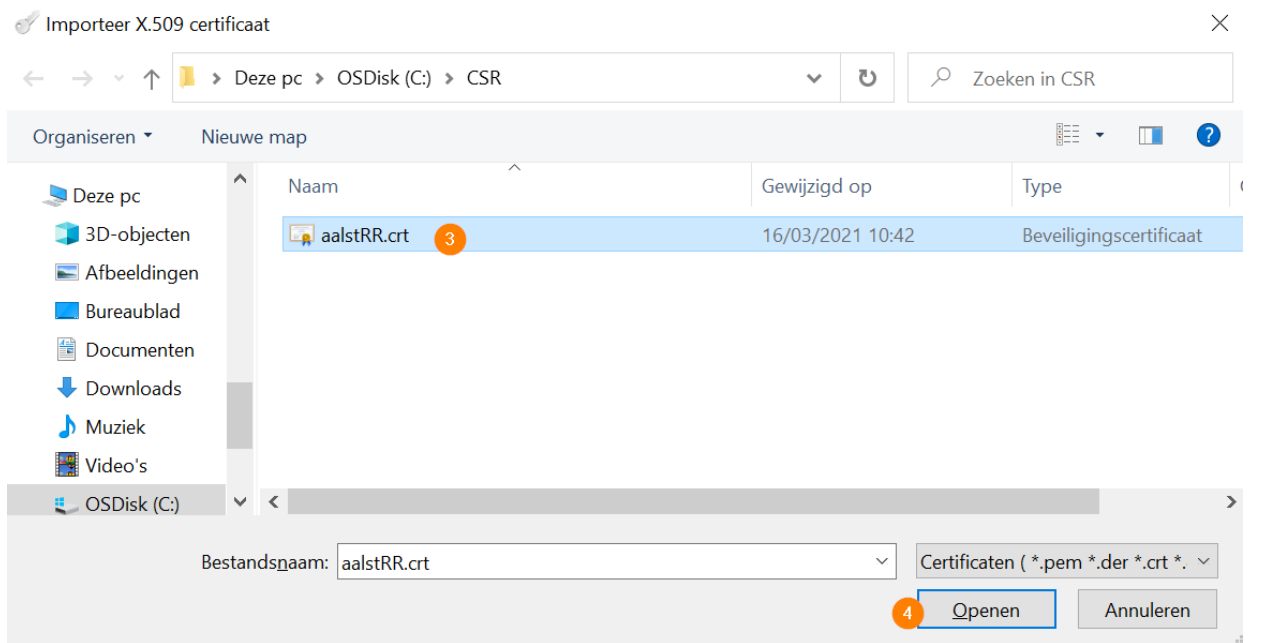 Importeer X.509 certificaat
Deze pc > OSDisk (C:) > CSR
Zoeken in CSR
Organiseren
Nieuwe map
?
Naam
Gewijzigd op
Type
aalstRR.crt
3
16/03/2021 10:42
Beveiligingscertificaat
Deze pc
3D-objecten
Afbeeldingen
Bureaublad
Documenten
Downloads
Muziek
Video's
OSDisk (C:)
Bestandsnaam:
aalstRR.crt
Certificaten ( *.pem *.der *.crt *.
4
Openen
Annuleren